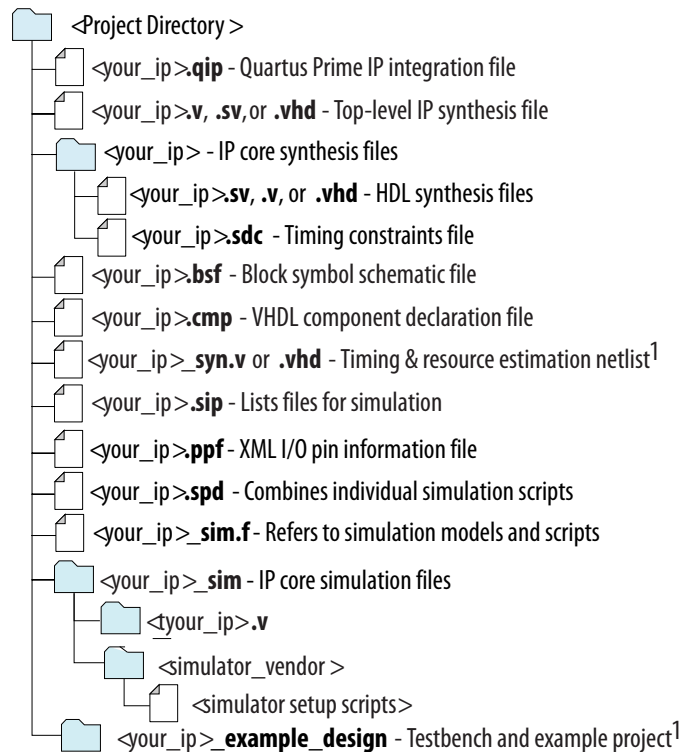 <Project Directory >
<your_ip>.qip - Quartus Prime IP integration file
<your_ip>.v, .sv, or .vhd - Top-level IP synthesis file
<your_ip> - IP core synthesis files
<your_ip>.sv, .v, or .vhd - HDL synthesis files
<your_ip>.sdc - Timing constraints file
<your_ip>.bsf - Block symbol schematic file
<your_ip>.cmp - VHDL component declaration file
<your_ip>_syn.v or .vhd - Timing & resource estimation netlist1
<your_ip>.sip - Lists files for simulation
<your_ip>.ppf - XML I/O pin information file
<your_ip>.spd - Combines individual simulation scripts
<your_ip>_sim.f - Refers to simulation models and scripts
<your_ip>_sim - IP core simulation files
<tyour_ip>.v
<simulator_vendor >
<simulator setup scripts>
<your_ip>_example_design - Testbench and example project1